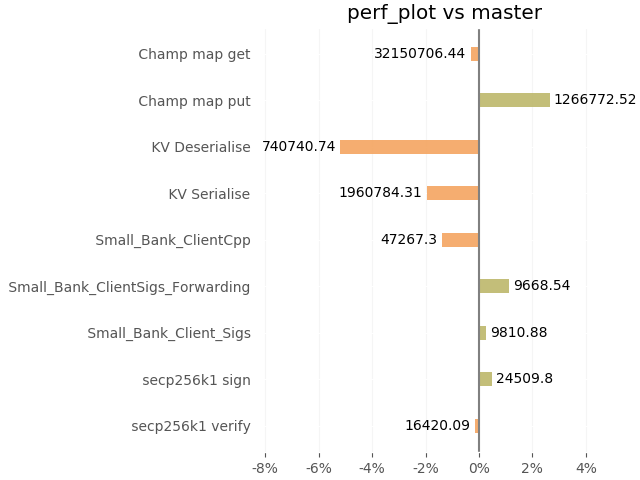 perf_plot vs master
Champ map get 32150706.44
Champ map put 1266772.52
KV Deserialise 740740.74
KV Serialise 1960784.31
Small_Bank_ClientCpp 47267.3
Small_Bank_ClientSigs_Forwarding 9668.54
Small_Bank_Client_Sigs 9810.88
secp256k1 sign 24509.8
secp256k1 verify 16420.09
-8% -6% -4% -2% 0% 2% 4%